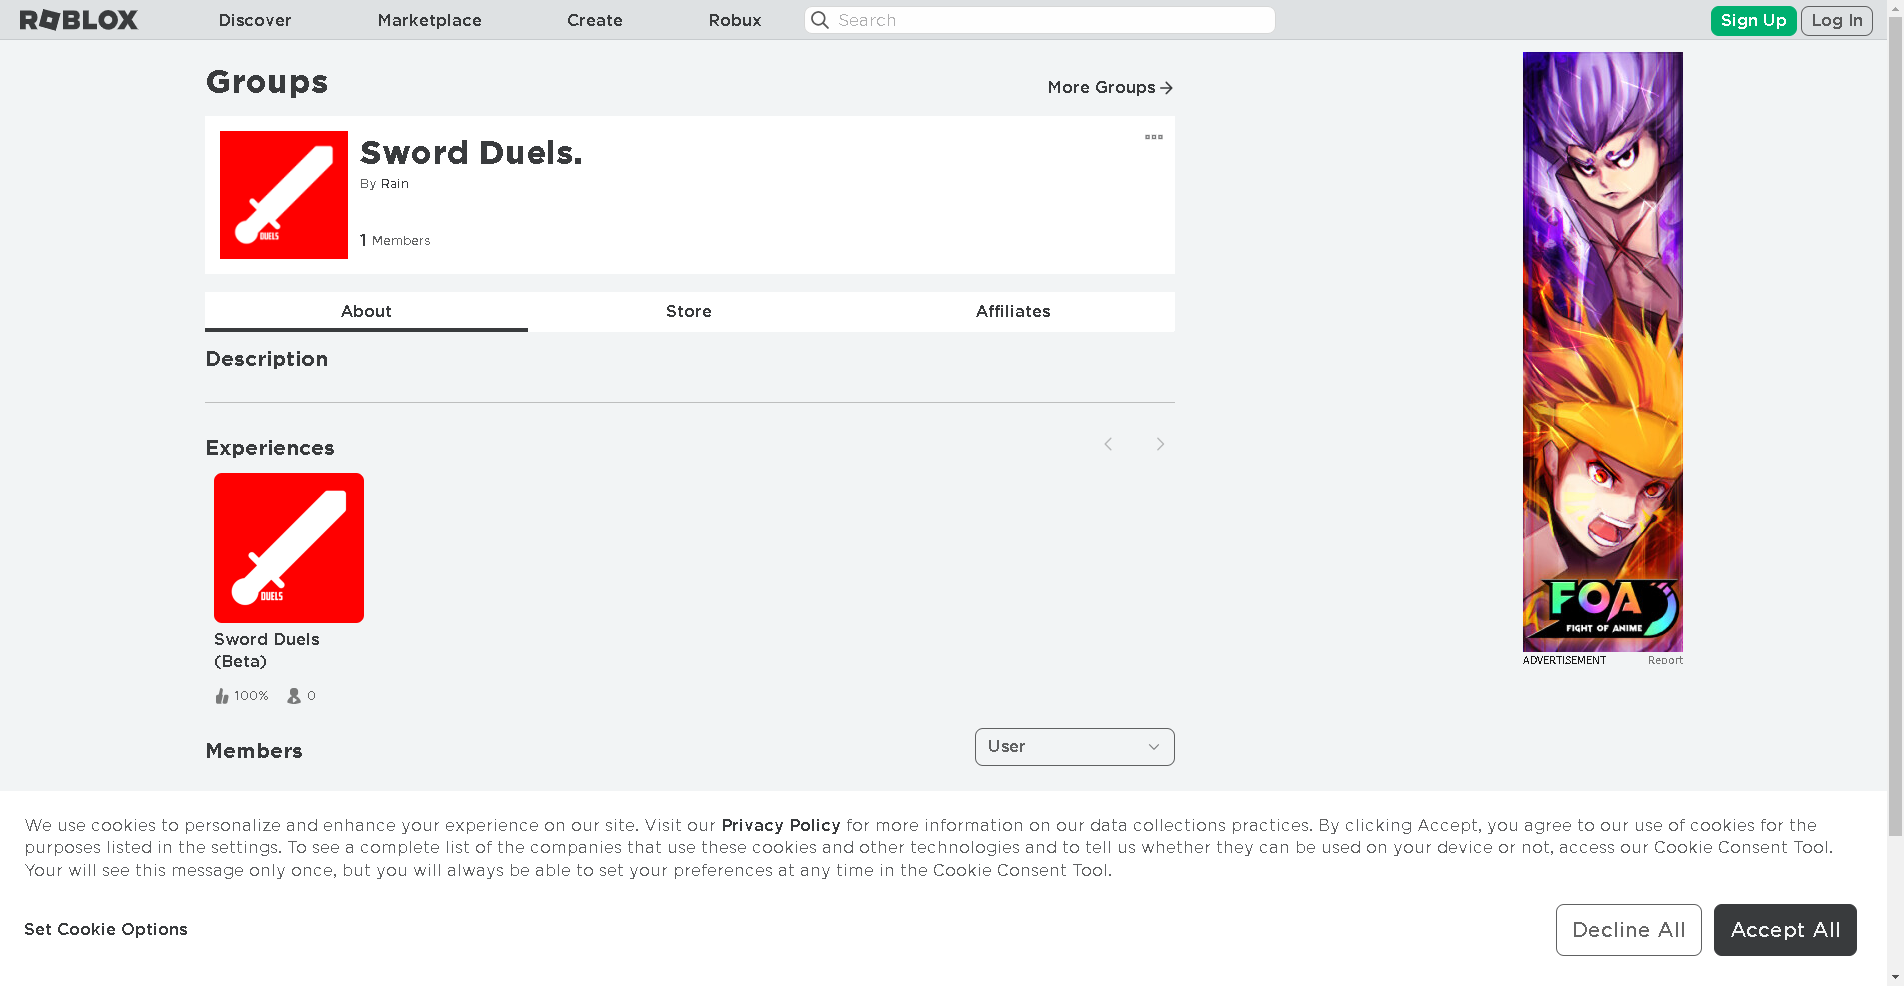 ROBLOX Discover Marketplace Create Robux Search Sign Up Log In
Groups
More Groups
Sword Duels.
By Rain
DUELS
1 Members
About Store Affiliates
Description
Experiences
DUELS
Sword Duels
(Beta)
100% 0
FOA
FIGHT OF ANIME
ADVERTISEMENT Report
Members
User
We use cookies to personalize and enhance your experience on our site. Visit our Privacy Policy for more information on our data collections practices. By clicking Accept, you agree to our use of cookies for the
purposes listed in the settings. To see a complete list of the companies that use these cookies and other technologies and to tell us whether they can be used on your device or not, access our Cookie Consent Tool.
Your will see this message only once, but you will always be able to set your preferences at any time in the Cookie Consent Tool.
Set Cookie Options
Decline All
Accept All